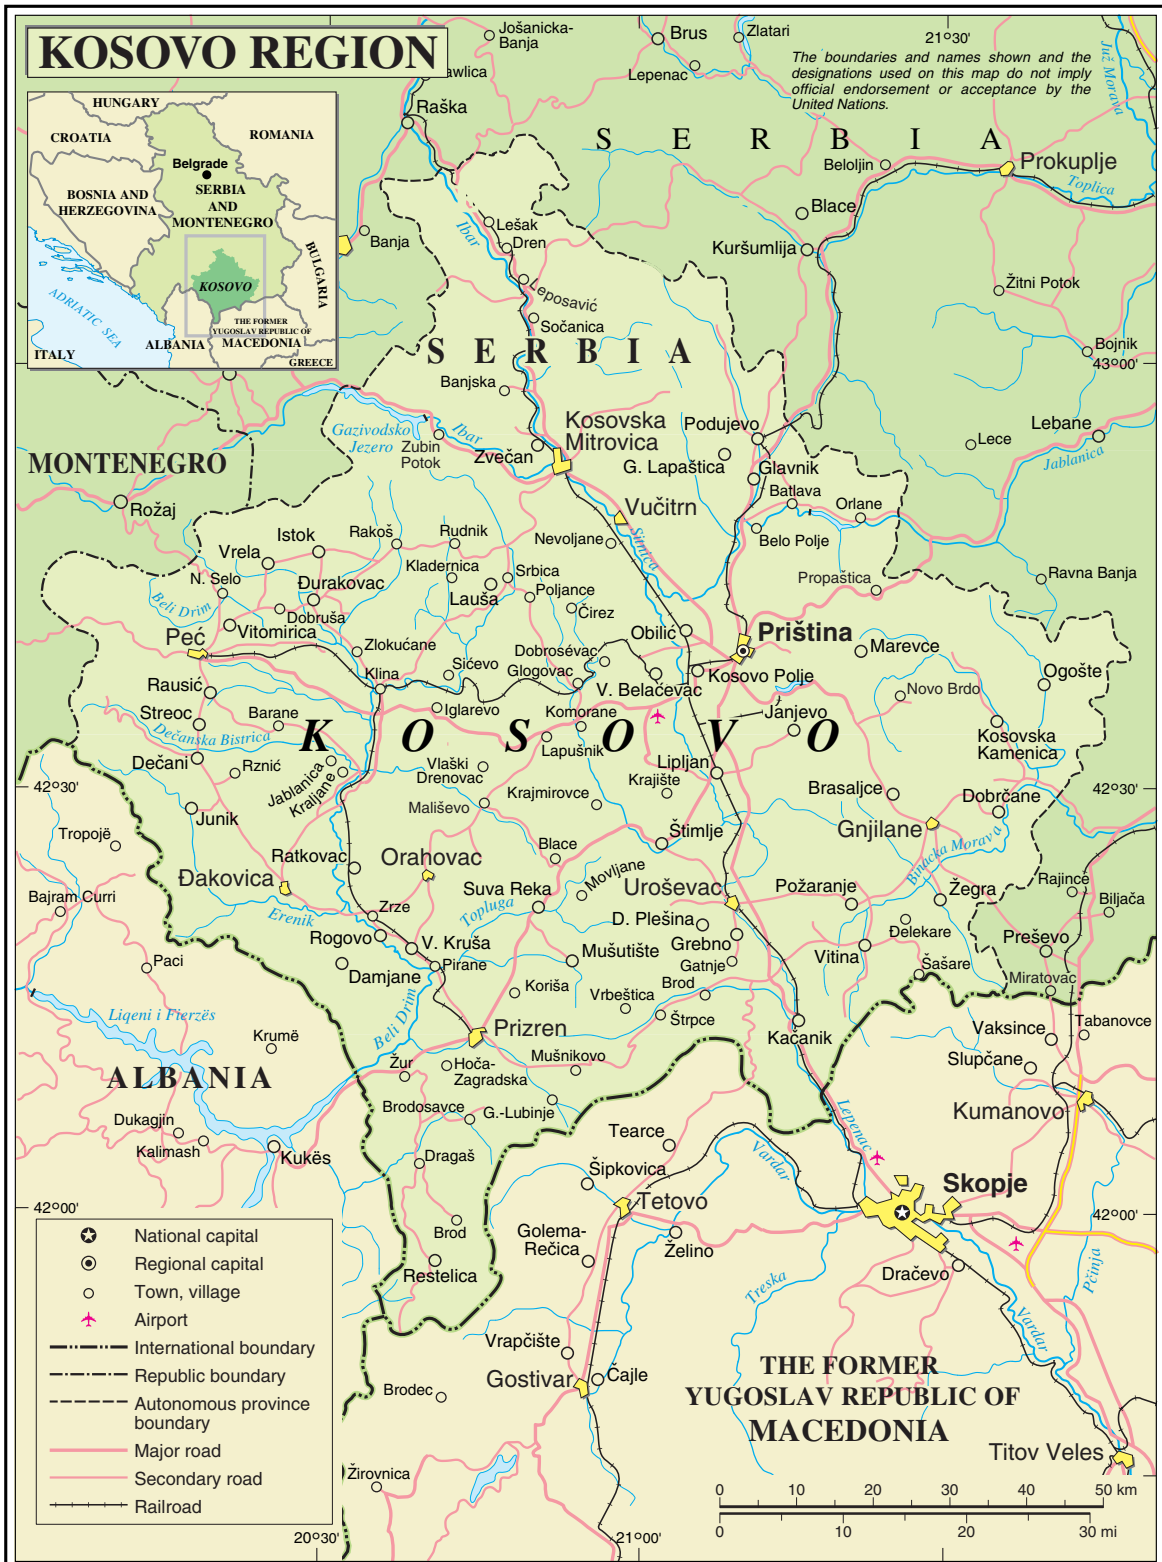 KOSOVO REGION
The boundaries and names shown and the
designations used on this map do not imply
official endorsement or acceptance by the
United Nations.
21°30'
HUNGARY
CROATIA
ROMANIA
Belgrade
SERBIA
AND
MONTENEGRO
BOSNIA AND
HERZEGOVINA
BULGARIA
KOSOVO
ADRIATIC SEA
THE FORMER
YUGOSLAV REPUBLIC OF
MACEDONIA
ALBANIA
ITALY
GREECE
Jošanicka-
Banja
Brus
Zlatari
Lepenac
Raška
Juž Morava
SERBIA
Beloljin
Prokuplje
Toplica
Blace
Banja
Lešak
Ibar
Dren
Kuršumlija
Leposavić
Žitni Potok
Sočanica
SERBIA
Bojnik
43°00'
Banjska
Gazivodsko
Jezero
Ibar
Zubin
Potok
Kosovska
Mitrovica
Zvečan
Podujevo
Lebane
Lece
Jablanica
G. Lapaštica
Glavnik
MONTENEGRO
Rožaj
Batlava
Orlane
Vučitrn
Sitnica
Belo Polje
Istok
Rakoš
Rudnik
Nevoljane
Vrela
Kladernica
Srbica
Propaštica
Ravna Banja
N. Selo
Đurakovac
Lauša
Poljance
Beli Drim
Dobruša
Čirez
Vitomirica
Obilić
Priština
Peć
Zlokućane
Dobroševac
Marevce
Klina
Sićevo
Glogovac
Kosovo Polje
Ogošte
Rausić
V. Belaćevac
Novo Brdo
Streoc
Barane
Iglarevo
Komorane
Janjevo
Kosovska
Kamenica
Dečanska Bistrica
KOSOVO
Lapušnik
Dečani
Rznić
Jablanica
Kraljane
Vlaški
Drenovac
Krajište
Lipljan
42°30'
42°30'
Mališevo
Krajmirovce
Brasaljce
Dobrčane
Junik
Tropojë
Štimlje
Gnjilane
Binačka Morava
Ratkovac
Orahovac
Blace
Đakovica
Movljane
Suva Reka
Uroševac
Požaranje
Žegra
Rajince
Bajram Curri
Topluga
Erenik
Zrze
Biljača
D. Plešina
Đelekare
Rogovo
V. Kruša
Mušutište
Grebno
Vitina
Preševo
Paci
Damjane
Pirane
Gatnje
Šašare
Koriša
Vrbeštica
Brod
Miratovac
Liqeni i Fierzës
Beli Drim
Prizren
Štrpce
Kačanik
Vaksince
Tabanovce
Krumë
Mušnikovo
Slupčane
Žur
Hoča-
Zagradska
ALBANIA
Brodosavce
G.-Lubinje
Lepenac
Kumanovo
Dukagjin
Tearce
Kalimash
Kukës
Dragaš
Vardar
Šipkovica
Skopje
42°00'
Tetovo
42°00'
Brod
Golema-
Rečica
Želino
Restelica
Treska
Dračevo
Pčinja
Vardar
National capital
Regional capital
Town, village
Airport
International boundary
Republic boundary
Autonomous province
boundary
Major road
Secondary road
Railroad
Vrapčište
Čajle
Gostivar
Brodec
THE FORMER
YUGOSLAV REPUBLIC OF
MACEDONIA
Titov Veles
Žirovnica
0 10 20 30 40 50 km
0 10 20 30 mi
20°30'
21°00'